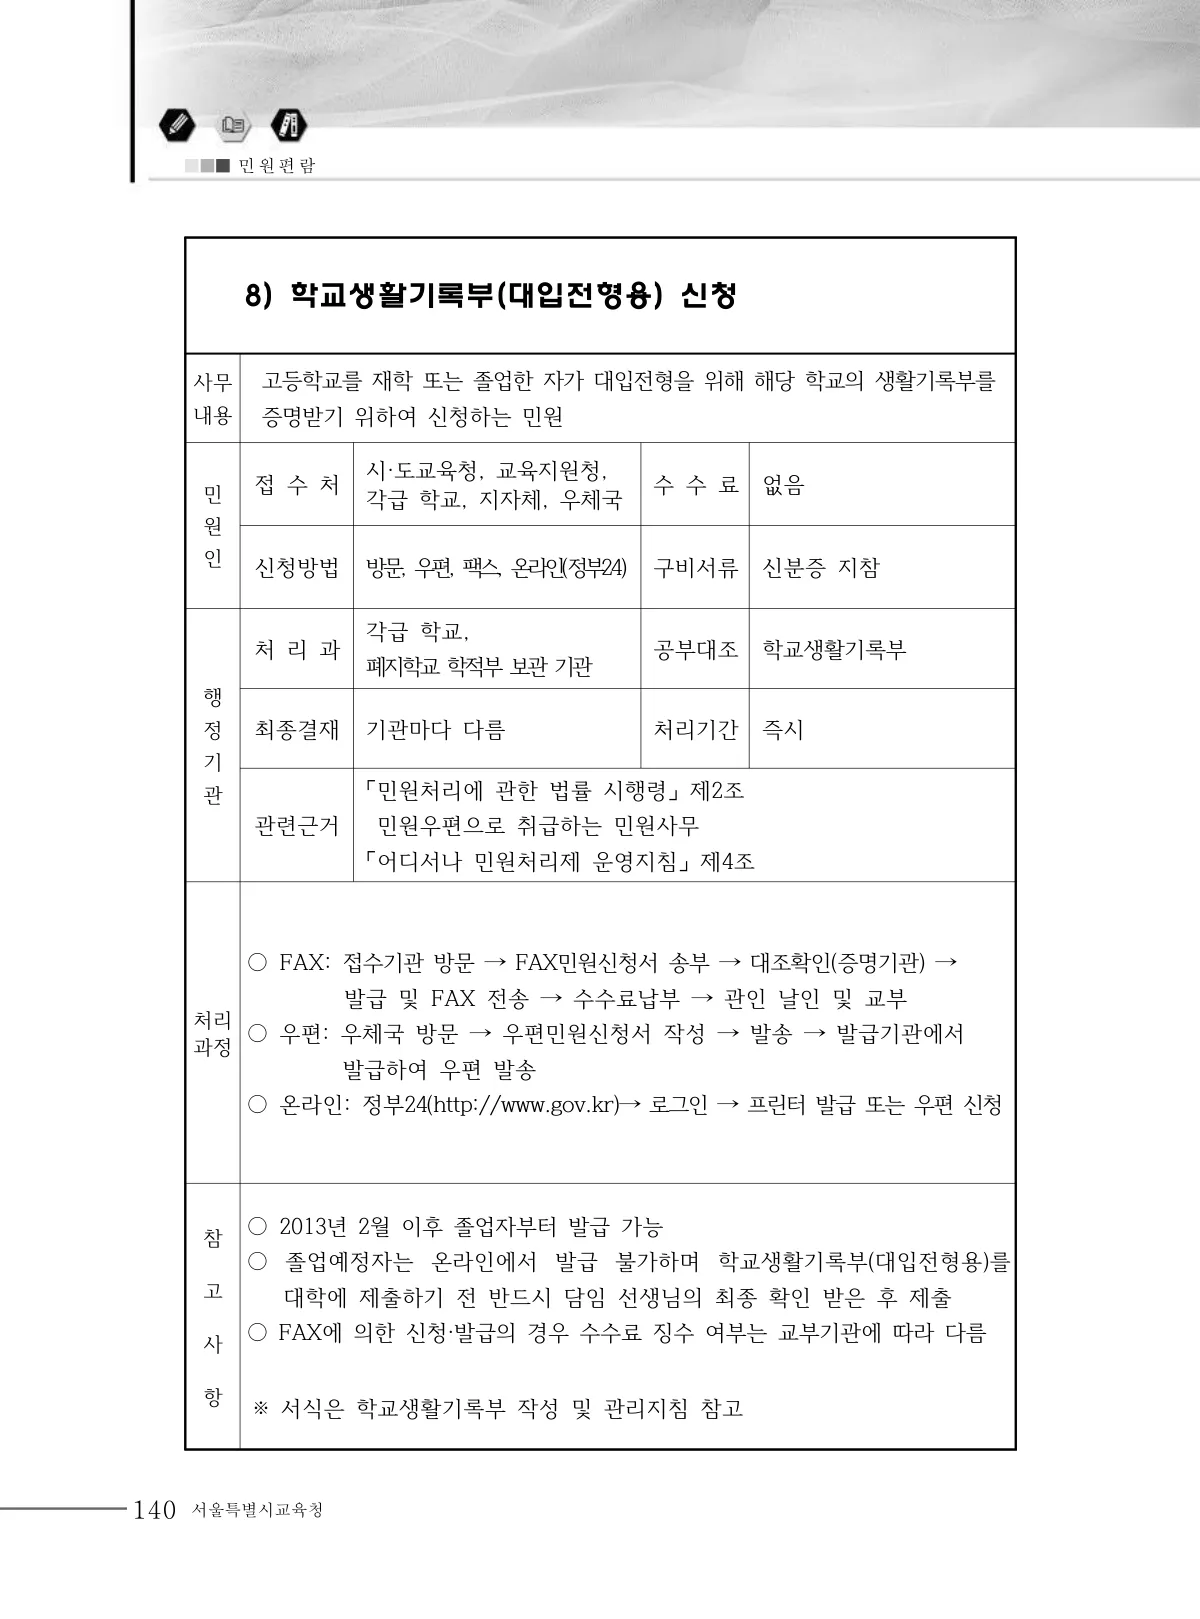 민원편람
8) 학교생활기록부(대입전형용) 신청
사무
내용
고등학교를 재학 또는 졸업한 자가 대입전형을 위해 해당 학교의 생활기록부를
증명받기 위하여 신청하는 민원
민
원
인
접 수 처
시·도교육청, 교육지원청,
각급 학교, 지자체, 우체국
수 수 료
없음
신청방법
방문, 우편, 팩스, 온라인(정부24)
구비서류
신분증 지참
행
정
기
관
처 리 과
각급 학교,
폐지학교 학적부 보관 기관
공부대조
학교생활기록부
최종결재
기관마다 다름
처리기간
즉시
관련근거
「민원처리에 관한 법률 시행령」제2조
민원우편으로 취급하는 민원사무
「어디서나 민원처리제 운영지침」제4조
처리
과정
○ FAX: 접수기관 방문 → FAX민원신청서 송부 → 대조확인(증명기관) →
발급 및 FAX 전송 → 수수료납부 → 관인 날인 및 교부
○ 우편: 우체국 방문 → 우편민원신청서 작성 → 발송 → 발급기관에서
발급하여 우편 발송
○ 온라인: 정부24(http://www.gov.kr)→ 로그인 → 프린터 발급 또는 우편 신청
참
고
사
항
○ 2013년 2월 이후 졸업자부터 발급 가능
○ 졸업예정자는 온라인에서 발급 불가하며 학교생활기록부(대입전형용)를
대학에 제출하기 전 반드시 담임 선생님의 최종 확인 받은 후 제출
○ FAX에 의한 신청·발급의 경우 수수료 징수 여부는 교부기관에 따라 다름
※ 서식은 학교생활기록부 작성 및 관리지침 참고
140 서울특별시교육청